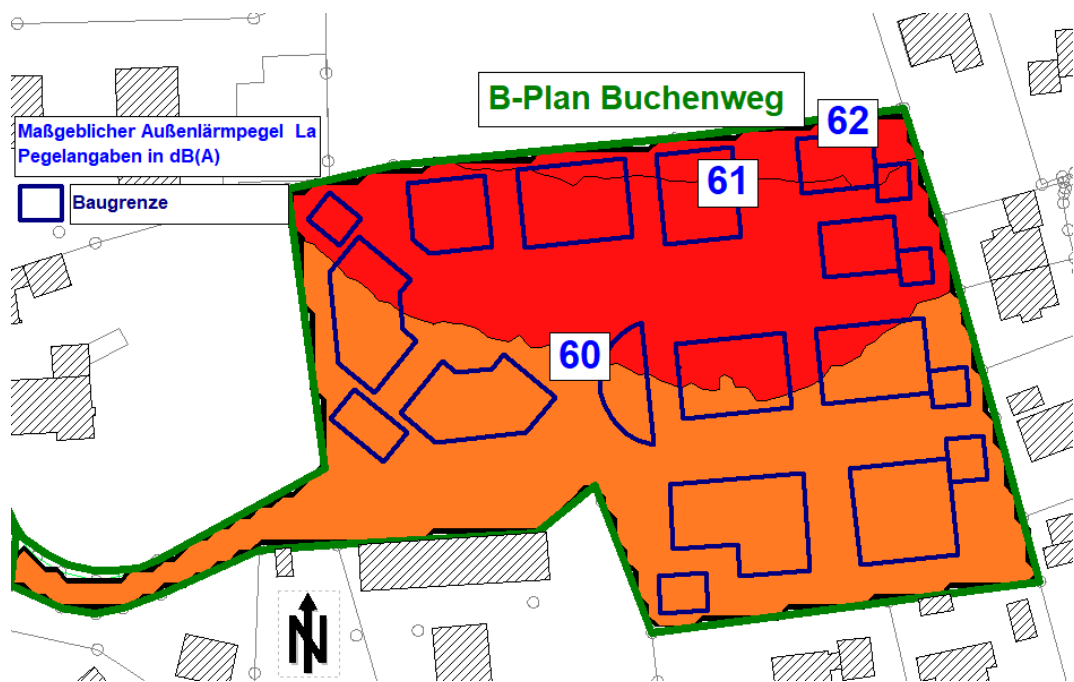 B-Plan Buchenweg
62
Maßgeblicher Außenlärmpegel La
Pegelangaben in dB(A)
61
Baugrenze
60
N